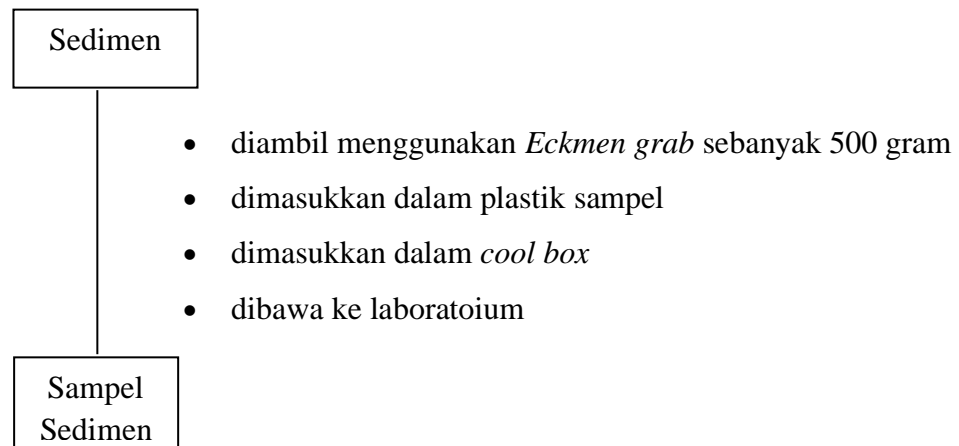 Sedimen
• diambil menggunakan Eckmen grab sebanyak 500 gram
• dimasukkan dalam plastik sampel
• dimasukkan dalam cool box
• dibawa ke laboratoium
Sampel
Sedimen